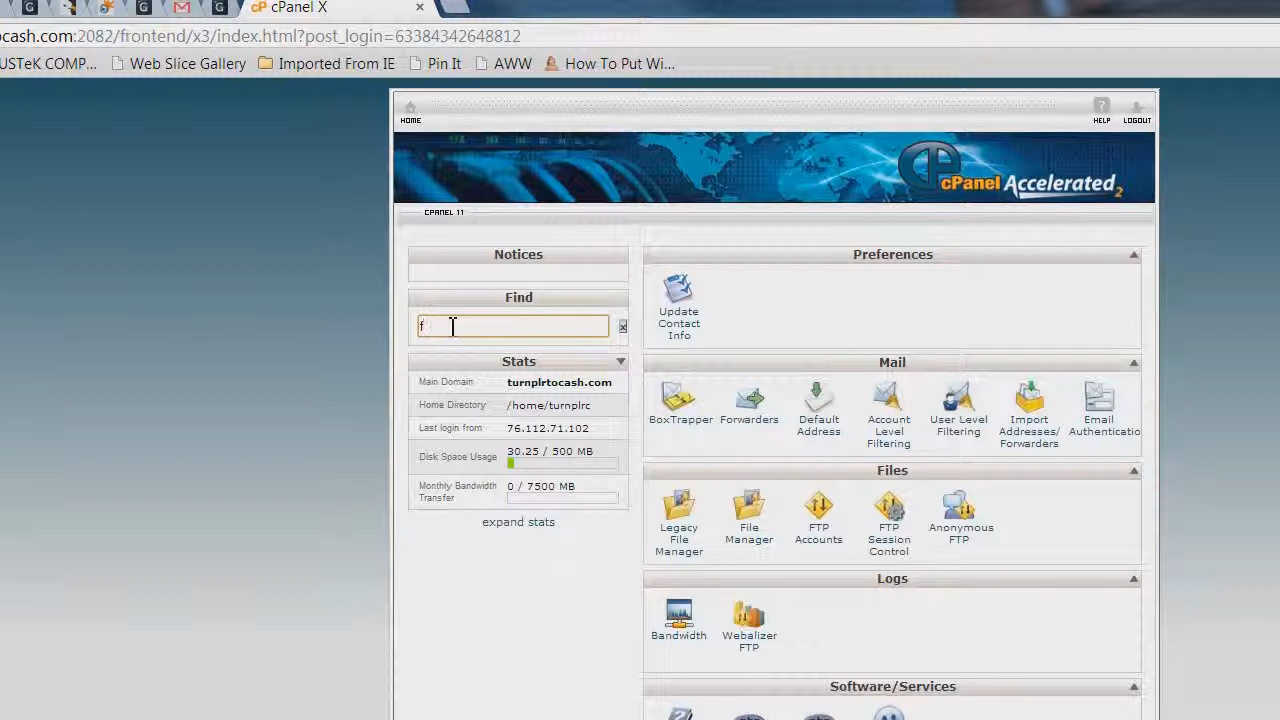 cPanel X
ocash.com:2082/frontend/x3/index.html?post_login=63384342648812
USTeK COMP...
Web Slice Gallery
Imported From IE
Pin It
AWW
How To Put Wi...
HOME
HELP
LOGOUT
cPanel Accelerated2
CPANEL 11
Notices
Find
f
Stats
Main Domain turnplrtocash.com
Home Directory /home/turnplrc
Last login from 76.112.71.102
Disk Space Usage 30.25 / 500 MB
Monthly Bandwidth Transfer 0 / 7500 MB
expand stats
Preferences
Update
Contact
Info
Mail
BoxTrapper
Forwarders
Default
Address
Account
Level
Filtering
User Level
Filtering
Import
Addresses/
Forwarders
Email
Authenticatio
Files
Legacy
File
Manager
File
Manager
FTP
Accounts
FTP
Session
Control
Anonymous
FTP
Logs
Bandwidth
Webalizer
FTP
Software/Services